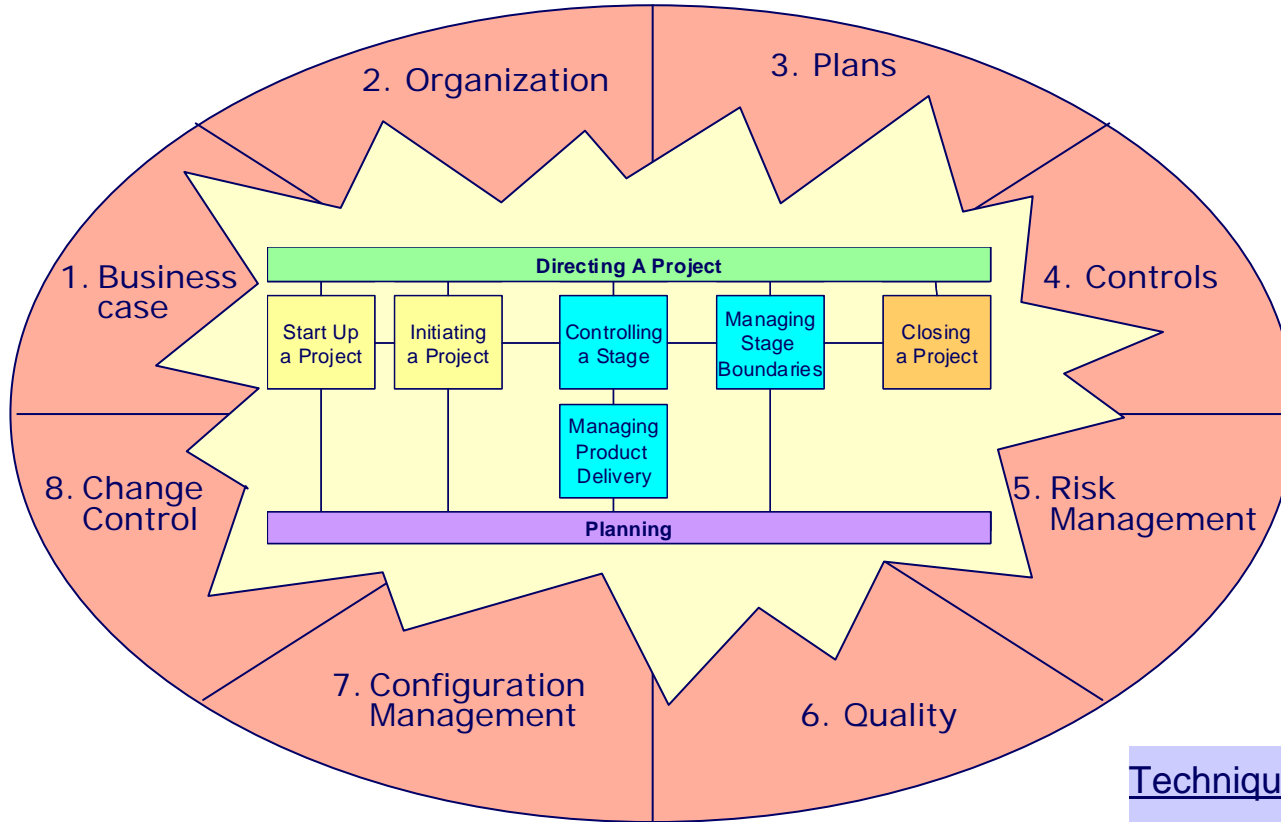 2. Organization
3. Plans
1. Business
case
4. Controls
Directing A Project
Start Up
a Project
Initiating
a Project
Controlling
a Stage
Managing
Stage
Boundaries
Closing
a Project
Managing
Product
Delivery
8. Change
Control
5. Risk
Management
Planning
7. Configuration
Management
6. Quality